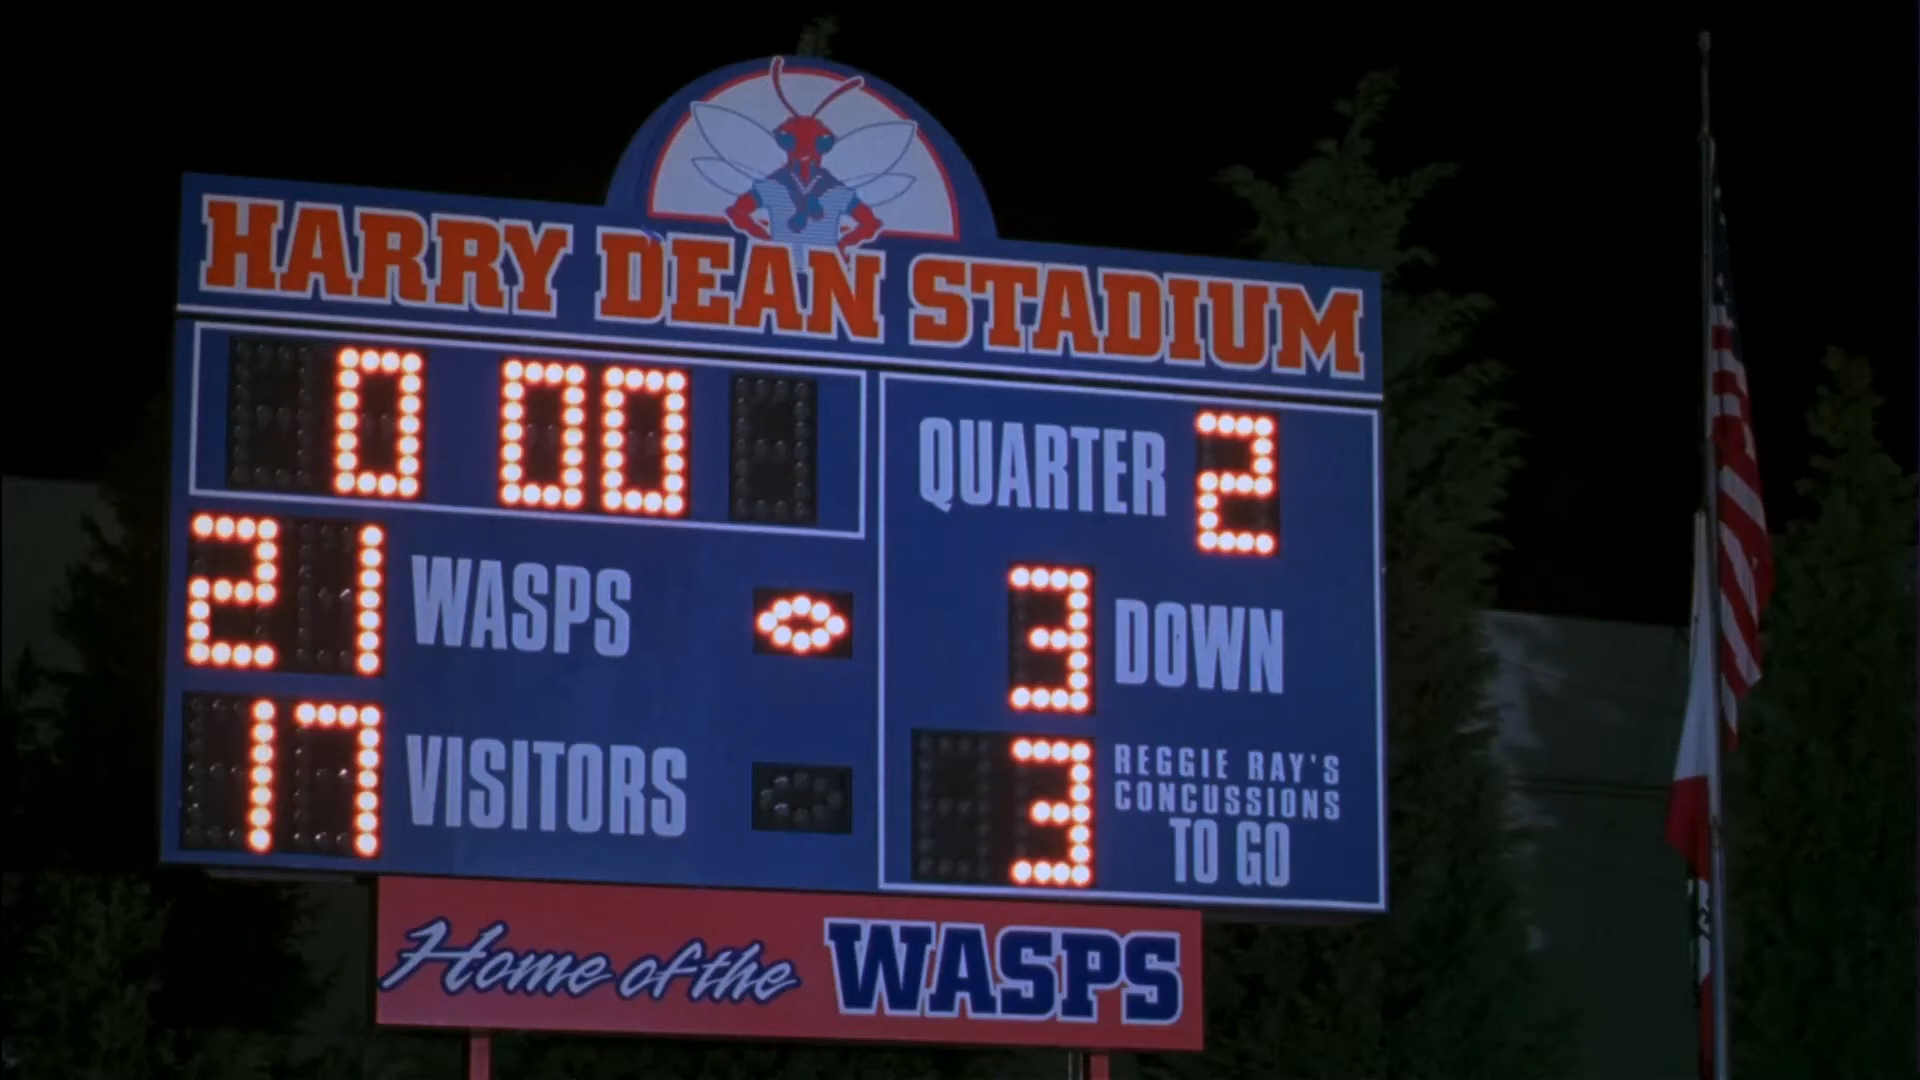 HARRY DEAN STADIUM
0 00
QUARTER 2
21 WASPS
3 DOWN
17 VISITORS
3 REGGIE RAY'S
CONCUSSIONS
TO GO
Home of the WASPS